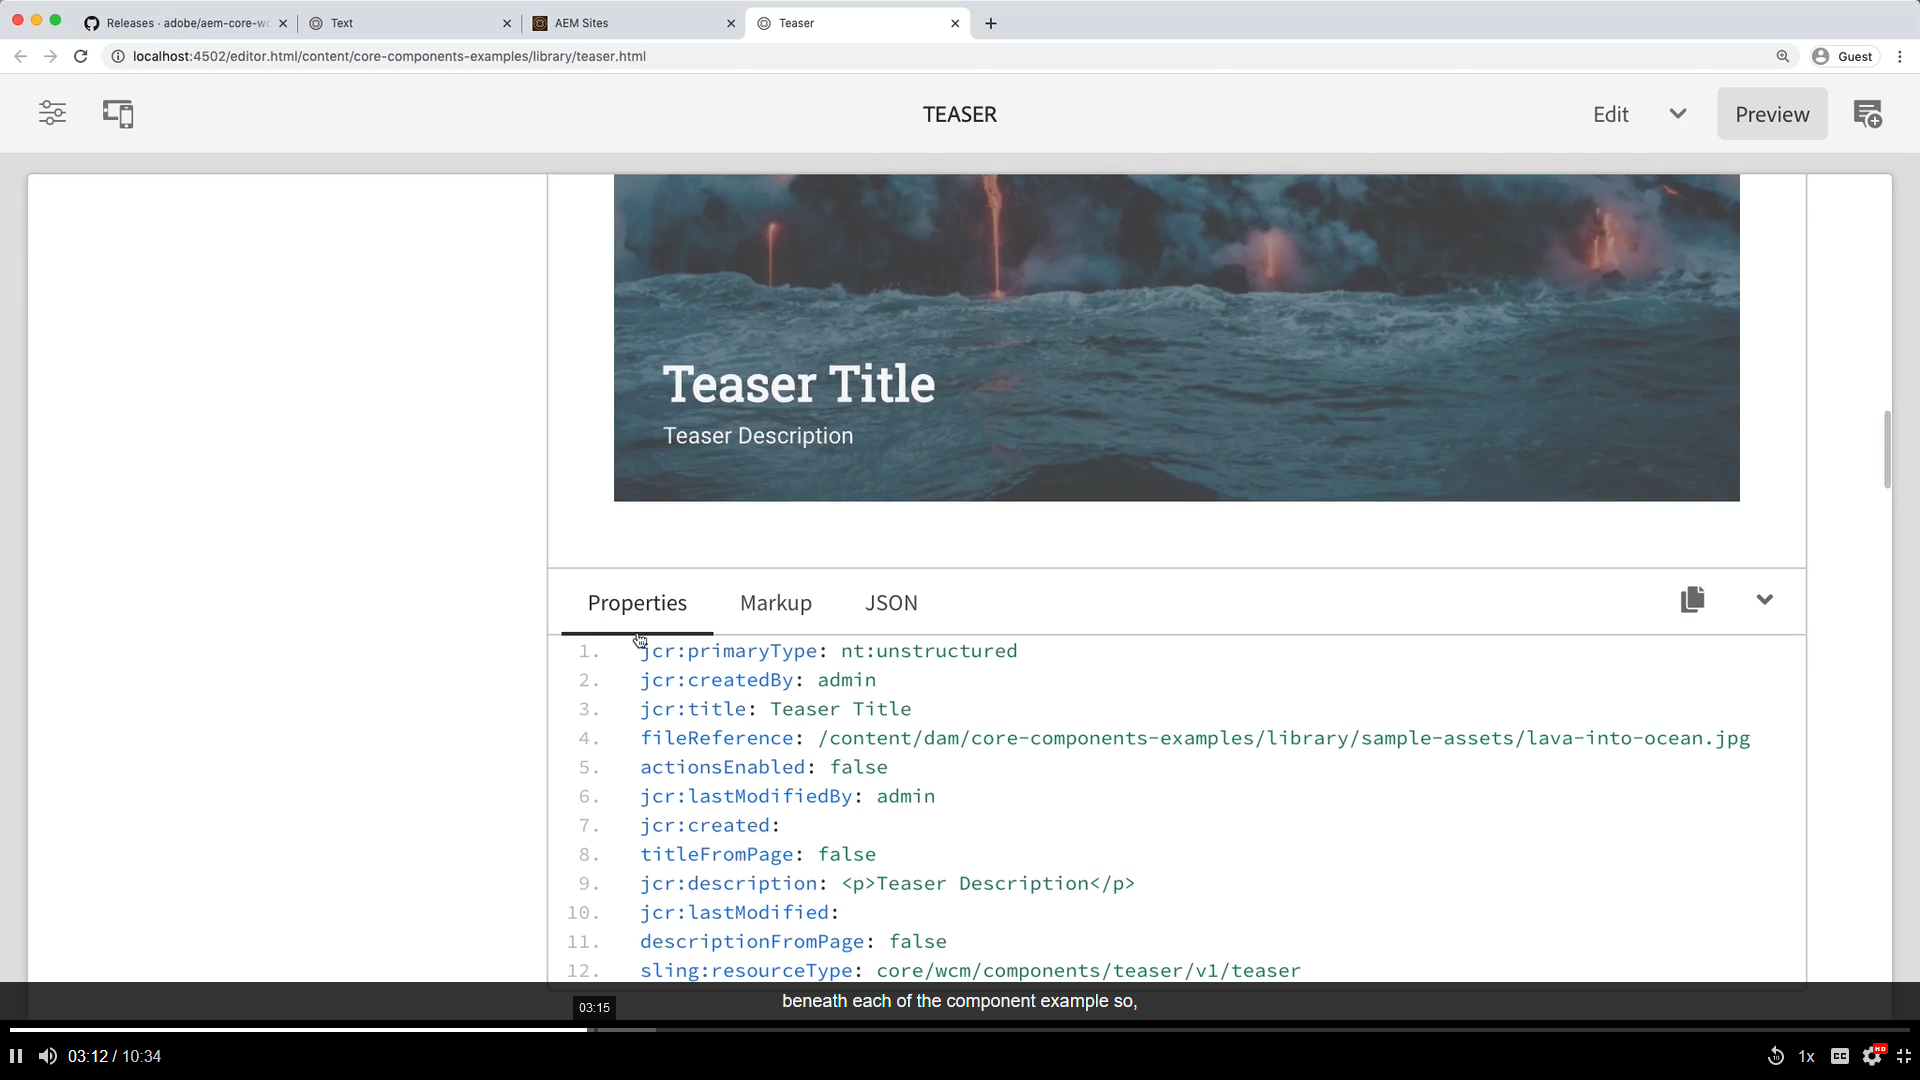 Releases · adobe/aem-core-wc
Text
AEM Sites
Teaser
localhost:4502/editor.html/content/core-components-examples/library/teaser.html
Guest
TEASER
Edit
Preview
Teaser Title
Teaser Description
Properties
Markup
JSON
1. jcr:primaryType: nt:unstructured
2. jcr:createdBy: admin
3. jcr:title: Teaser Title
4. fileReference: /content/dam/core-components-examples/library/sample-assets/lava-into-ocean.jpg
5. actionsEnabled: false
6. jcr:lastModifiedBy: admin
7. jcr:created:
8. titleFromPage: false
9. jcr:description: <p>Teaser Description</p>
10. jcr:lastModified:
11. descriptionFromPage: false
12. sling:resourceType: core/wcm/components/teaser/v1/teaser
beneath each of the component example so,
03:15
03:12 / 10:34
10
1x
CC
HD